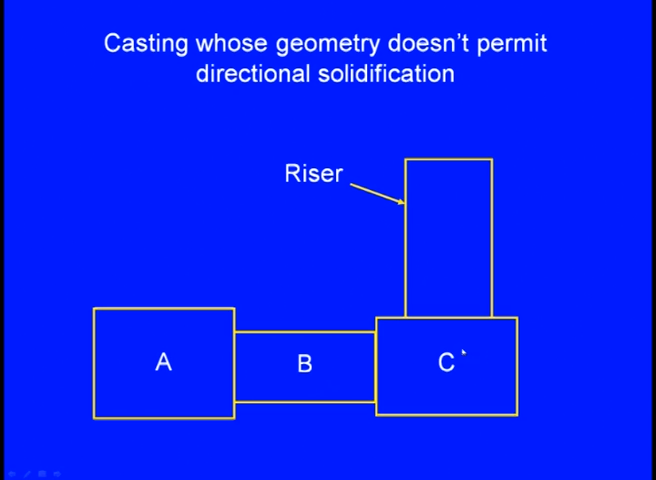 Casting whose geometry doesn't permit
directional solidification
Riser
A
B
C